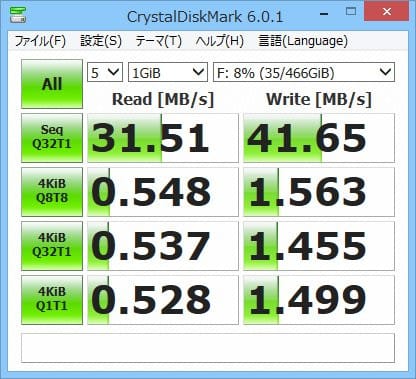 CrystalDiskMark 6.0.1
ファイル(F) 設定(S) テーマ(T) ヘルプ(H) 言語(Language)
All 5 1GiB F: 8% (35/466GiB)
Read [MB/s] Write [MB/s]
Seq Q32T1 31.51 41.65
4KiB Q8T8 0.548 1.563
4KiB Q32T1 0.537 1.455
4KiB Q1T1 0.528 1.499